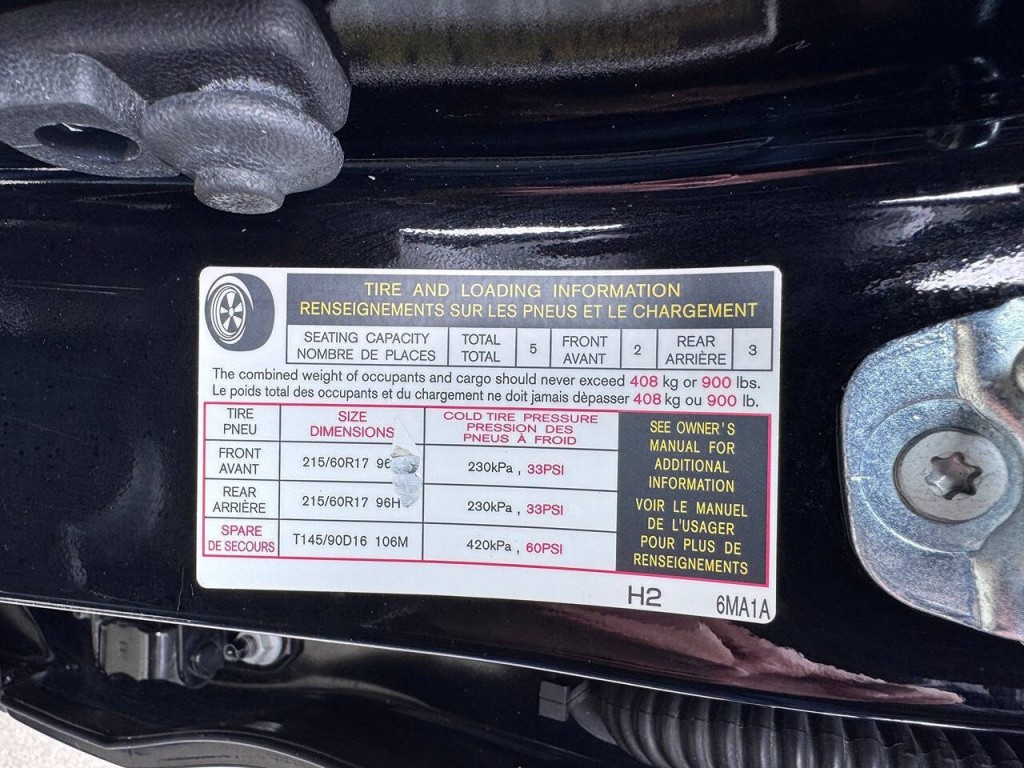 TIRE AND LOADING INFORMATION
RENSEIGNEMENTS SUR LES PNEUS ET LE CHARGEMENT
SEATING CAPACITY
NOMBRE DE PLACES
TOTAL
TOTAL
5
FRONT
AVANT
2
REAR
ARRIÈRE
3
The combined weight of occupants and cargo should never exceed 408 kg or 900 lbs.
Le poids total des occupants et du chargement ne doit jamais dèpasser 408 kg ou 900 lb.
TIRE
PNEU
SIZE
DIMENSIONS
COLD TIRE PRESSURE
PRESSION DES
PNEUS À FROID
FRONT
AVANT
215/60R17
230kPa , 33PSI
REAR
ARRIÈRE
215/60R17 96H
230kPa , 33PSI
SPARE
DE SECOURS
T145/90D16 106M
420kPa , 60PSI
SEE OWNER'S
MANUAL FOR
ADDITIONAL
INFORMATION
VOIR LE MANUEL
DE L'USAGER
POUR PLUS DE
RENSEIGNEMENTS
H2
6MA1A